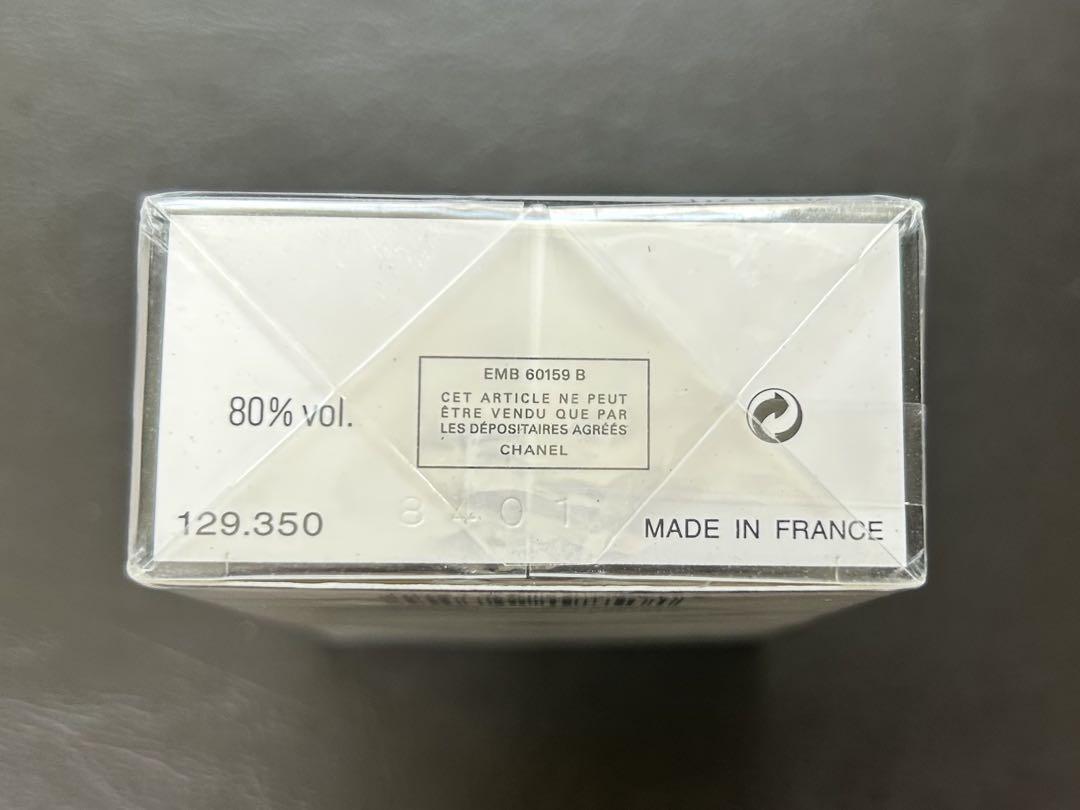 EMB 60159 B
CET ARTICLE NE PEUT
ÊTRE VENDU QUE PAR
LES DÉPOSITAIRES AGRÉÉS
CHANEL
80% vol.
129.350
8401
MADE IN FRANCE